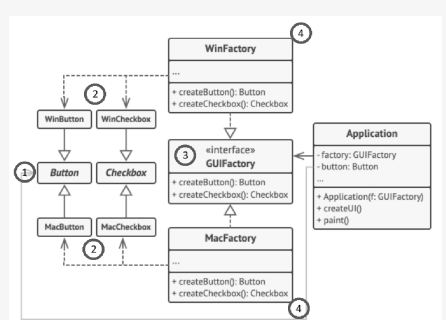 WinFactory
4
...
+ createButton(): Button
+ createCheckbox(): Checkbox
2
WinButton
WinCheckbox
«interface»
GUIFactory
3
+ createButton(): Button
+ createCheckbox(): Checkbox
Application
- factory: GUIFactory
- button: Button
...
+ Application(f: GUIFactory)
+ createUI()
+ paint()
1
Button
Checkbox
MacButton
MacCheckbox
2
MacFactory
...
+ createButton(): Button
+ createCheckbox(): Checkbox
4